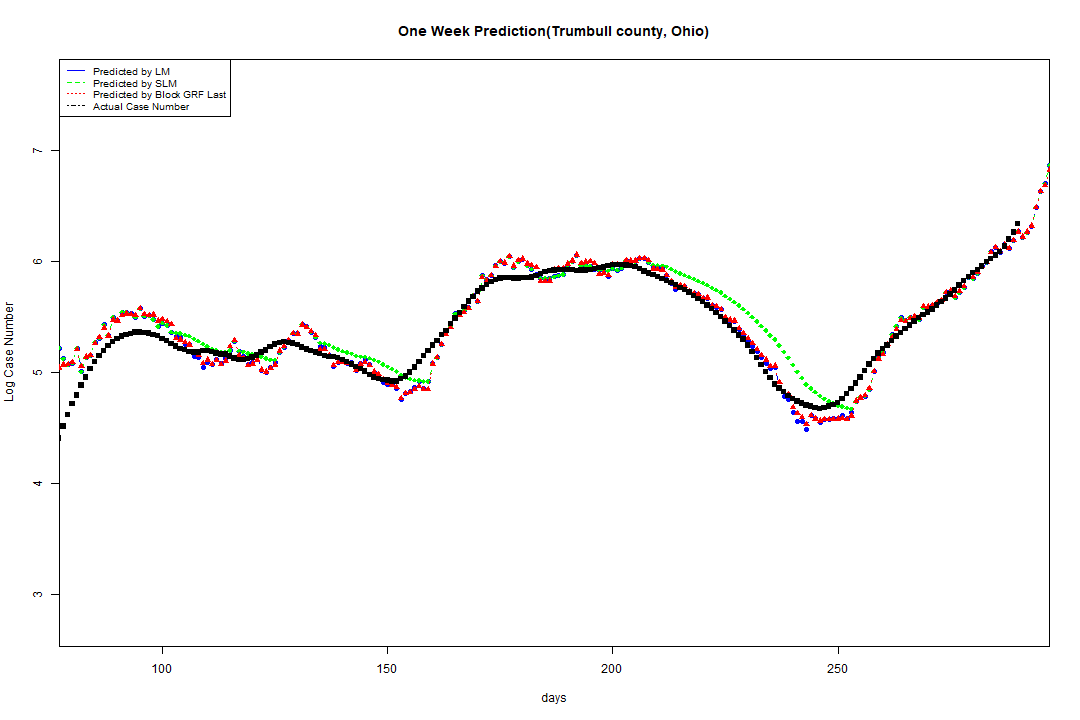 One Week Prediction(Trumbull county, Ohio)
Predicted by LM
Predicted by SLM
Predicted by Block GRF Last
Actual Case Number
7
6
5
4
3
Log Case Number
100
150
200
250
days